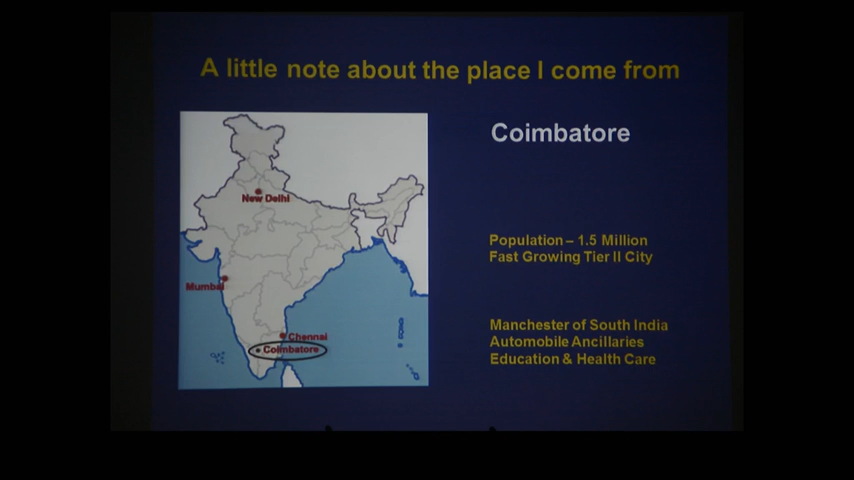 A little note about the place I come from
Coimbatore
New Delhi
Mumbai
Chennai
Coimbatore
Population – 1.5 Million
Fast Growing Tier II City
Manchester of South India
Automobile Ancillaries
Education & Health Care